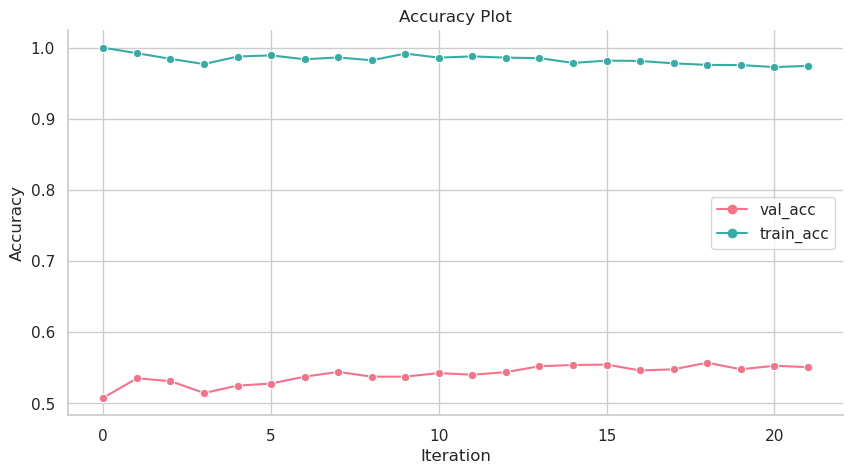 Accuracy Plot
1.0
0.9
0.8
0.7
0.6
0.5
Accuracy
val_acc
train_acc
0 5 10 15 20
Iteration